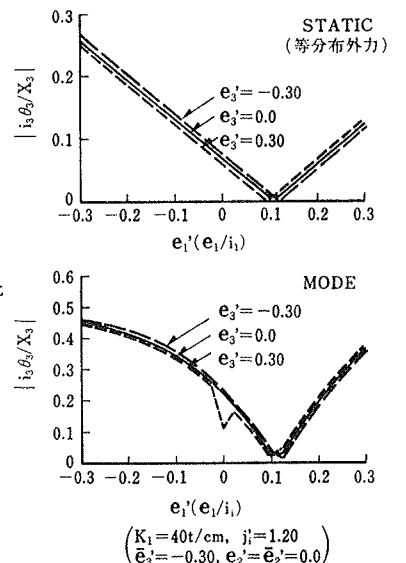 STATIC
(等分布外力)
0.3
0.2
0.1
0
|i₃θ₃/X₃|
e₃'=−0.30
e₃'=0.0
e₃'=0.30
−0.3 −0.2 −0.1 0 0.1 0.2 0.3
e₁'(e₁/i₁)
MODE
0.6
0.5
0.4
0.3
0.2
0.1
0
|i₃θ₃/X₃|
e₃'=−0.30
e₃'=0.0
e₃'=0.30
−0.3 −0.2 −0.1 0 0.1 0.2 0.3
e₁'(e₁/i₁)
(K₁=40t/cm, j₁'=1.20
ē₃'=−0.30, e₂'=ē₂'=0.0)